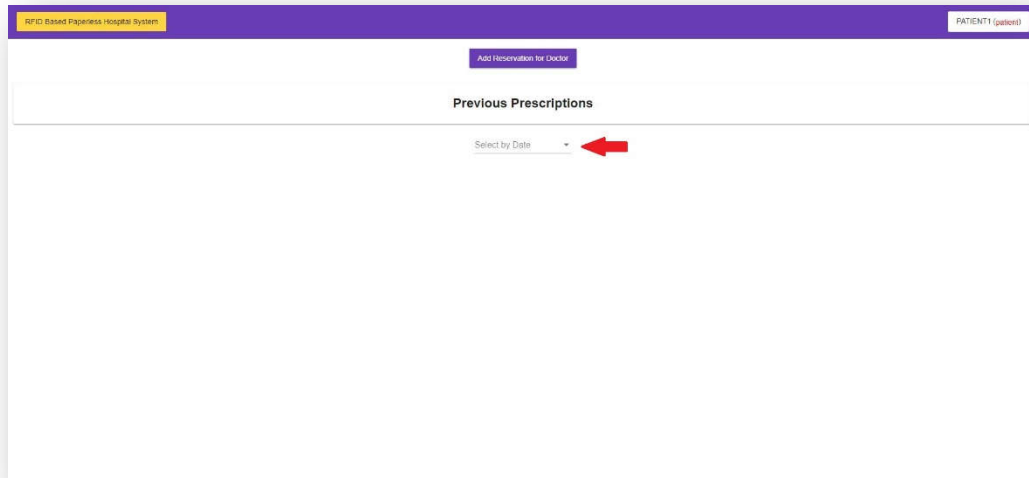 RFID Based Paperless Hospital System
PATIENT1 (patient)
Add Reservation for Doctor
Previous Prescriptions
Select by Date